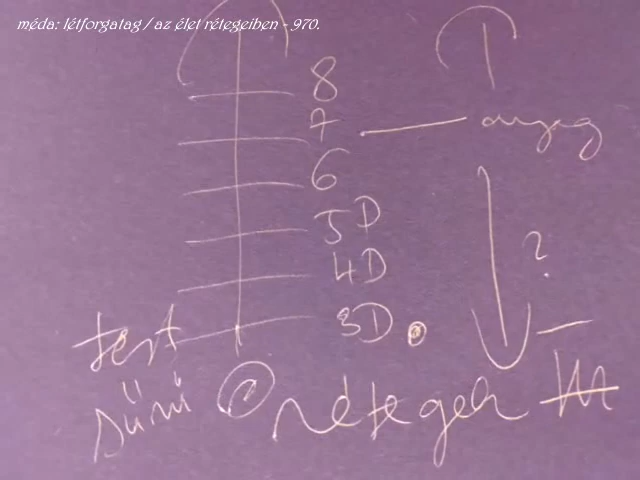 méda: létforgatag / az élet rétegeiben - 970.
8
7 — anyag
6
5D
?
4D
3D
test
sűrű rétegek